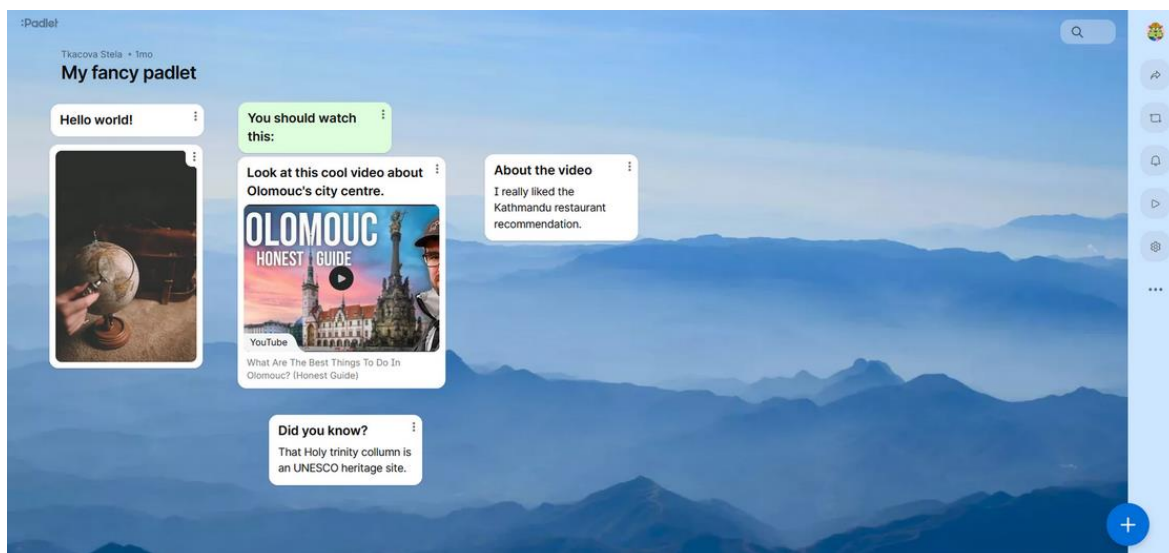 :Padlet
Tkacova Stela • 1mo
My fancy padlet
Hello world!
You should watch
this:
Look at this cool video about
Olomouc's city centre.
OLOMOUC
HONEST GUIDE
YouTube
What Are The Best Things To Do In
Olomouc? (Honest Guide)
About the video
I really liked the
Kathmandu restaurant
recommendation.
Did you know?
That Holy trinity collumn is
an UNESCO heritage site.